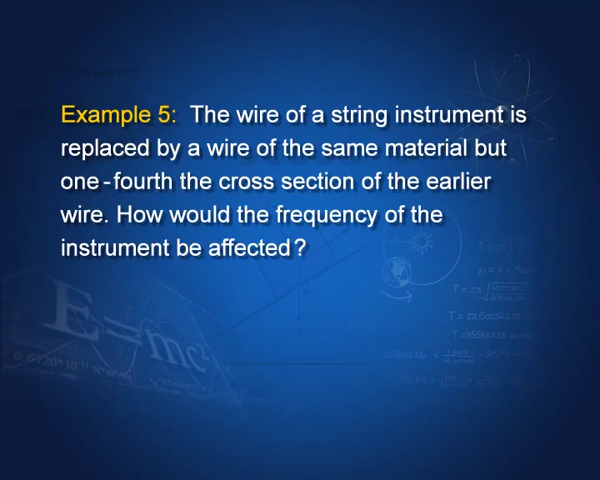 Example 5: The wire of a string instrument is
replaced by a wire of the same material but
one-fourth the cross section of the earlier
wire. How would the frequency of the
instrument be affected?
E=mc²